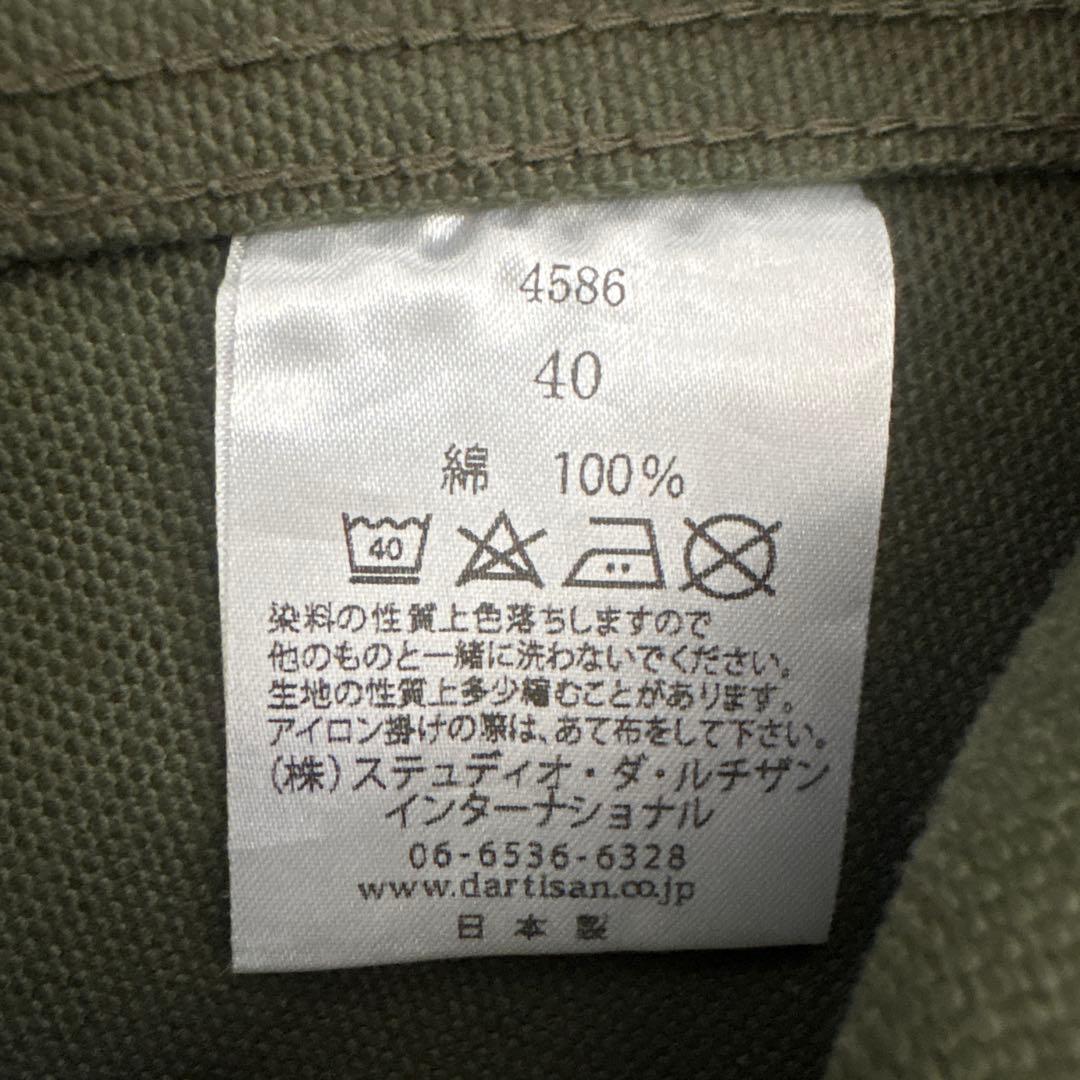 4586
40
綿 100%
40
染料の性質上色落ちしますので
他のものと一緒に洗わないでください。
生地の性質上多少縮むことがあります。
アイロン掛けの際は、あて布をして下さい。
(株)ステュディオ・ダ・ルチザン
インターナショナル
06-6536-6328
www.dartisan.co.jp
日本製